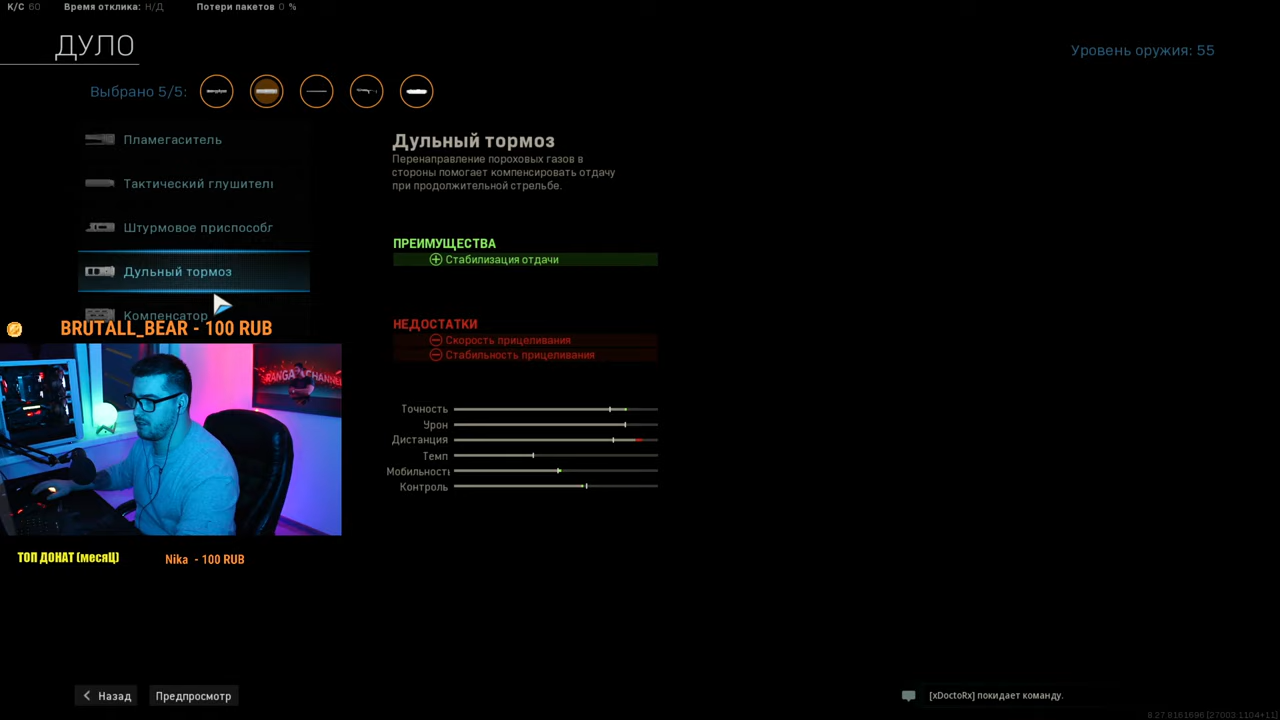 К/С 60 Время отклика: Н/Д Потери пакетов 0 %
ДУЛО
Уровень оружия: 55
Выбрано 5/5:
Пламегаситель
Тактический глушитель
Штурмовое приспособл
Дульный тормоз
Компенсатор
Дульный тормоз
Перенаправление пороховых газов в
стороны помогает компенсировать отдачу
при продолжительной стрельбе.
ПРЕИМУЩЕСТВА
Стабилизация отдачи
НЕДОСТАТКИ
Скорость прицеливания
Стабильность прицеливания
Точность
Урон
Дистанция
Темп
Мобильность
Контроль
BRUTALL_BEAR - 100 RUB
ТОП ДОНАТ (месяЦ)
Nika - 100 RUB
Назад
Предпросмотр
[xDoctoRx] покидает команду.